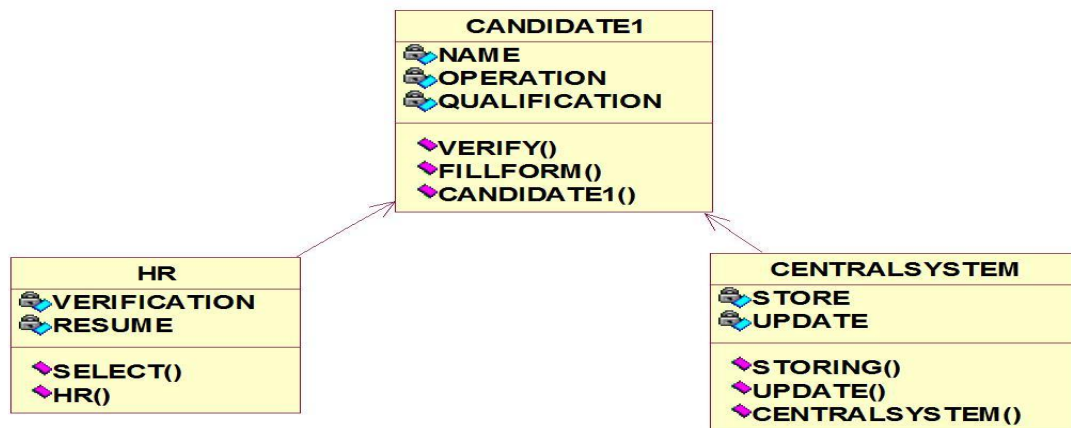 CANDIDATE1
NAME
OPERATION
QUALIFICATION
VERIFY()
FILLFORM()
CANDIDATE1()
HR
VERIFICATION
RESUME
SELECT()
HR()
CENTRALSYSTEM
STORE
UPDATE
STORING()
UPDATE()
CENTRALSYSTEM()